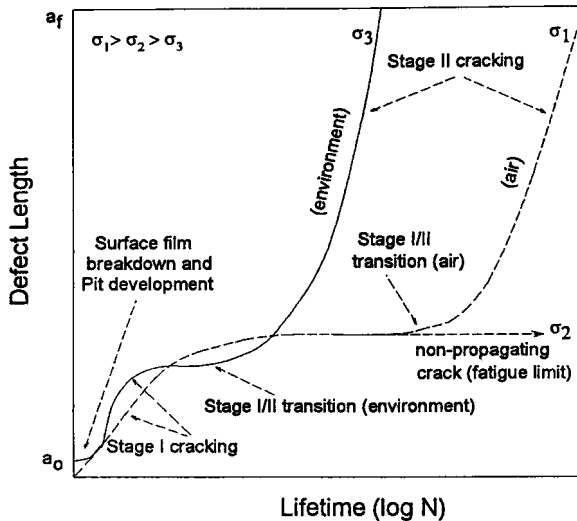 a_f
σ₁> σ₂ > σ₃
σ₃
σ₁
Stage II cracking
(environment)
(air)
Surface film
breakdown and
Pit development
Stage I/II
transition (air)
σ₂
non-propagating
crack (fatigue limit)
Stage I/II transition (environment)
Stage I cracking
a_o
Defect Length
Lifetime (log N)